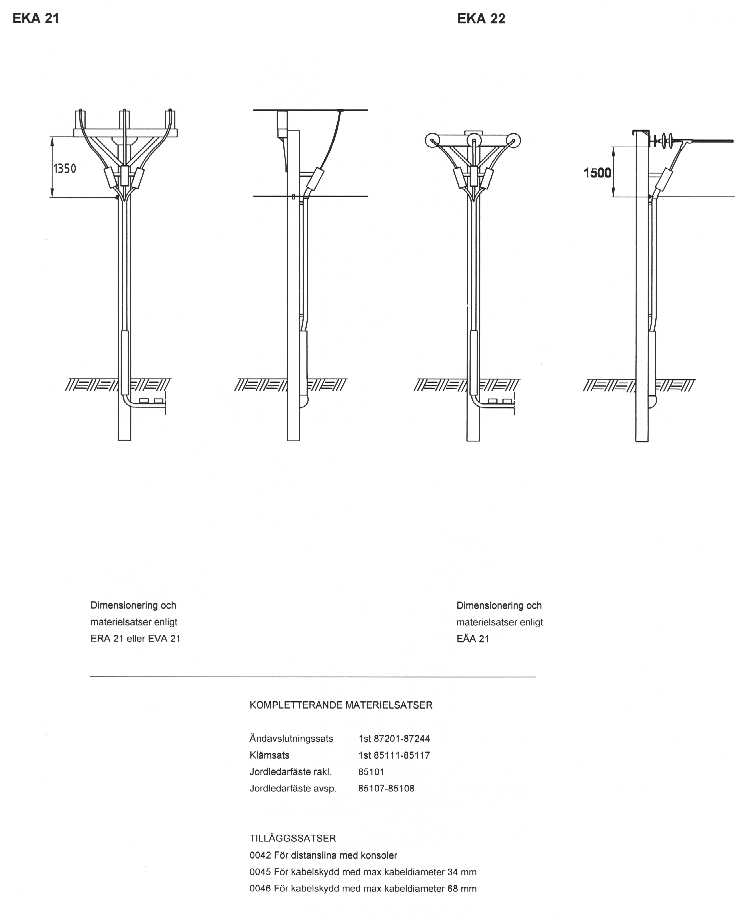 EKA 21
EKA 22
1350
1500
Dimensionering och
materielsatser enligt
ERA 21 eller EVA 21
Dimensionering och
materielsatser enligt
EÄA 21
KOMPLETTERANDE MATERIELSATSER
Ändavslutningssats 1st 87201-87244
Klämsats 1st 85111-85117
Jordledarfäste rakl. 85101
Jordledarfäste avsp. 85107-85108
TILLÄGGSSATSER
0042 För distanslina med konsoler
0045 För kabelskydd med max kabeldiameter 34 mm
0046 För kabelskydd med max kabeldiameter 68 mm